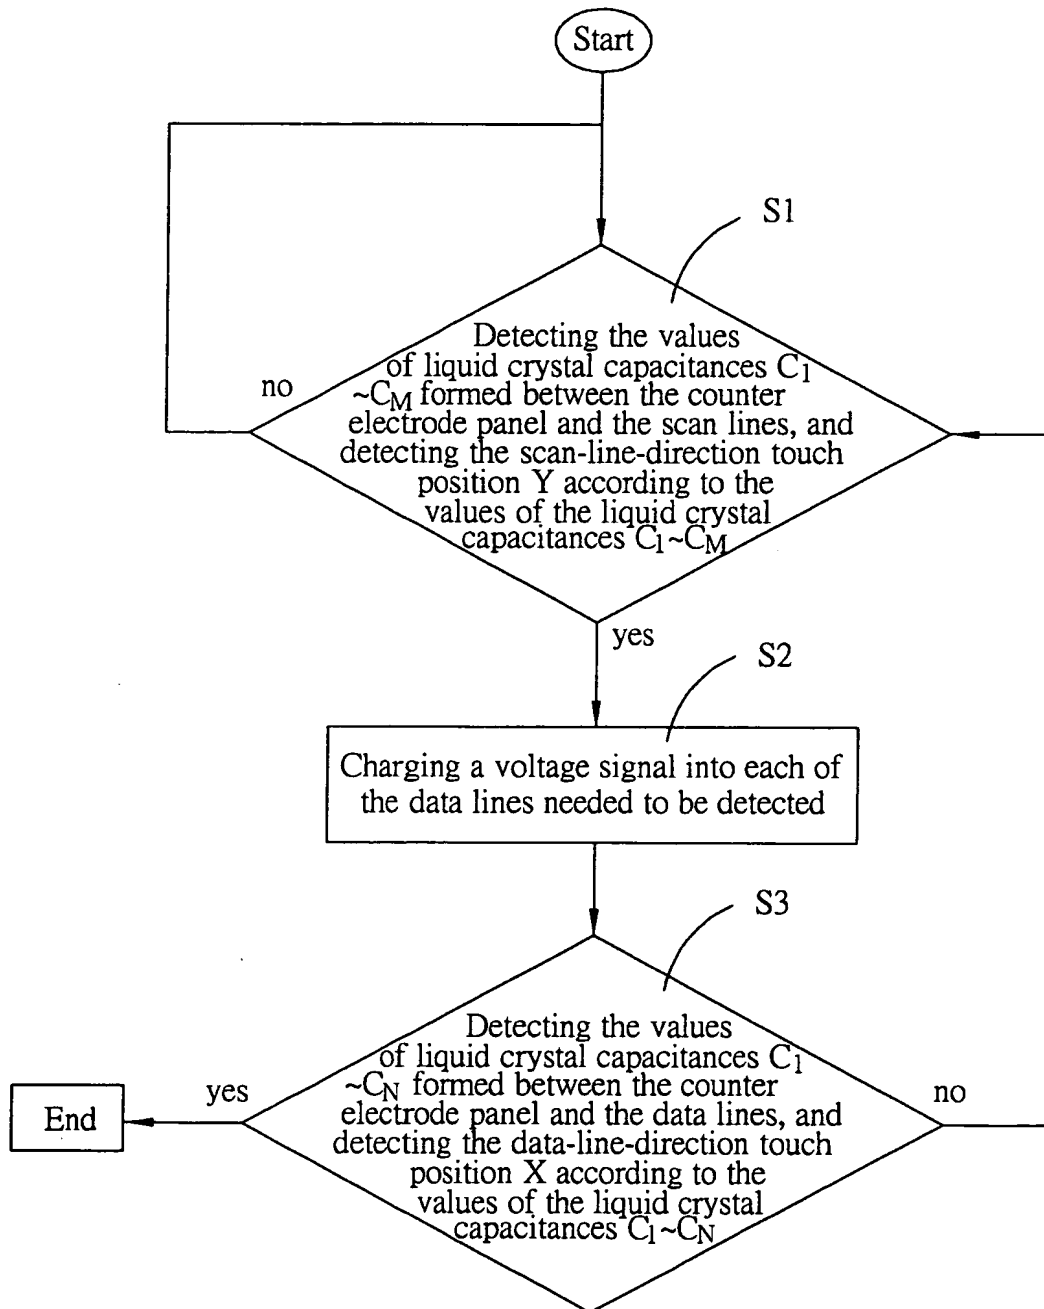 Start
S1
Detecting the values
of liquid crystal capacitances C1
~CM formed between the counter
electrode panel and the scan lines, and
detecting the scan-line-direction touch
position Y according to the
values of the liquid crystal
capacitances C1~CM
no
yes
S2
Charging a voltage signal into each of
the data lines needed to be detected
S3
Detecting the values
of liquid crystal capacitances C1
~CN formed between the counter
electrode panel and the data lines, and
detecting the data-line-direction touch
position X according to the
values of the liquid crystal
capacitances C1~CN
yes
no
End